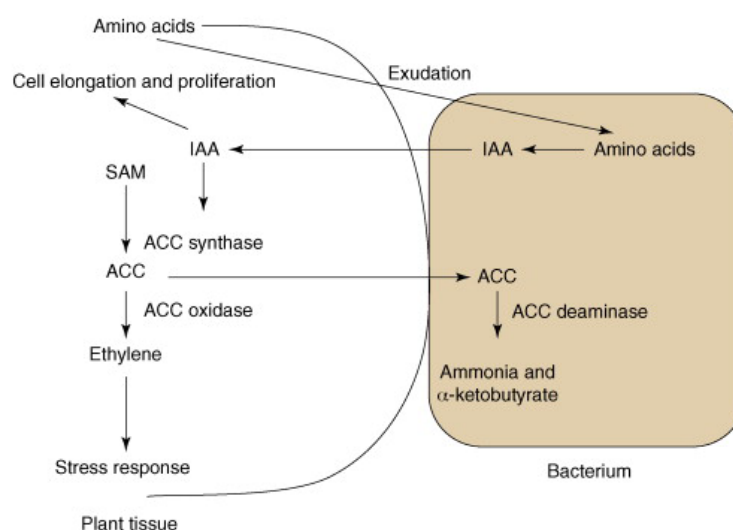 Amino acids
Exudation
Cell elongation and proliferation
IAA
IAA
Amino acids
SAM
ACC synthase
ACC
ACC
ACC oxidase
ACC deaminase
Ethylene
Ammonia and
α-ketobutyrate
Stress response
Bacterium
Plant tissue